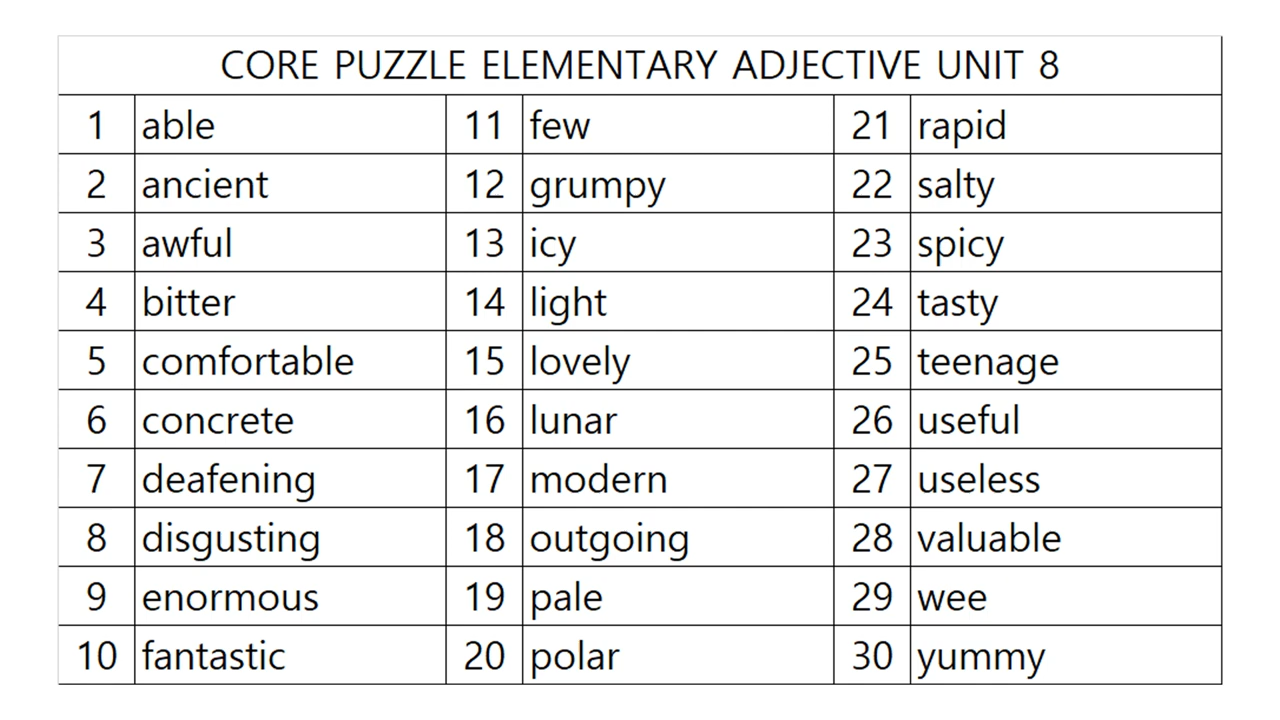 CORE PUZZLE ELEMENTARY ADJECTIVE UNIT 8
1 able 11 few 21 rapid
2 ancient 12 grumpy 22 salty
3 awful 13 icy 23 spicy
4 bitter 14 light 24 tasty
5 comfortable 15 lovely 25 teenage
6 concrete 16 lunar 26 useful
7 deafening 17 modern 27 useless
8 disgusting 18 outgoing 28 valuable
9 enormous 19 pale 29 wee
10 fantastic 20 polar 30 yummy